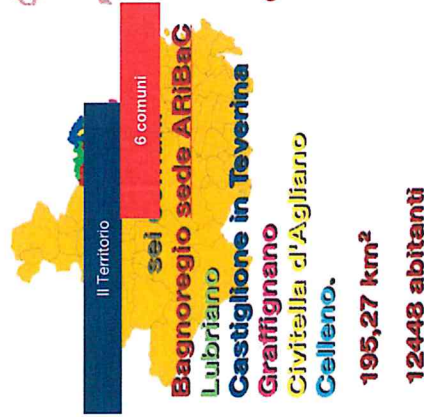 Il Territorio
6 comuni
sei
Bagnoregio sede ARIBaC
Lubriano
Castiglione in Teverina
Graffignano
Civitella d'Agliano
Celleno.
195,27 km²
12448 abitanti